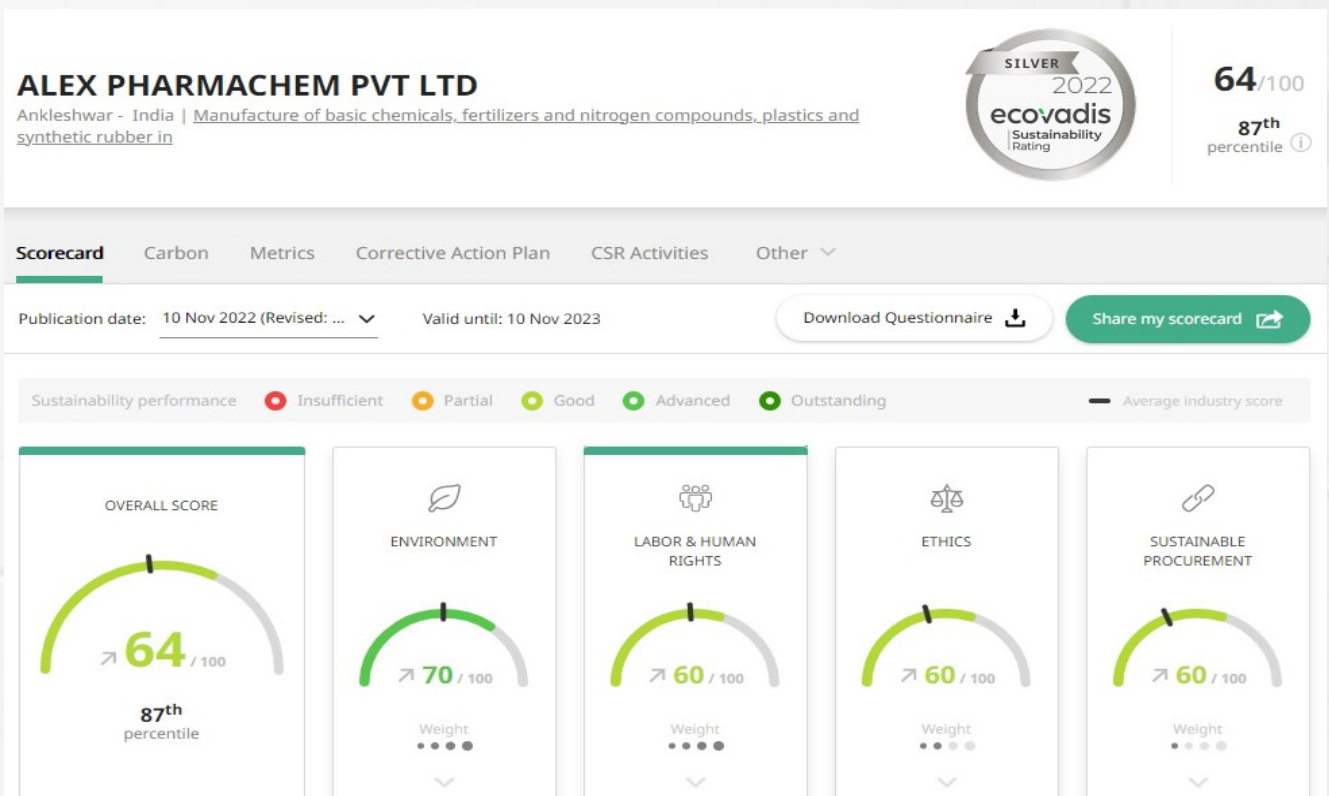 ALEX PHARMACHEM PVT LTD
Ankleshwar - India | Manufacture of basic chemicals, fertilizers and nitrogen compounds, plastics and
synthetic rubber in
SILVER
2022
ecovadis
Sustainability
Rating
64/100
87th
percentile
Scorecard Carbon Metrics Corrective Action Plan CSR Activities Other
Publication date: 10 Nov 2022 (Revised: ... Valid until: 10 Nov 2023 Download Questionnaire Share my scorecard
Sustainability performance Insufficient Partial Good Advanced Outstanding Average industry score
OVERALL SCORE
64 / 100
87th
percentile
ENVIRONMENT
70 / 100
Weight
LABOR & HUMAN
RIGHTS
60 / 100
Weight
ETHICS
60 / 100
Weight
SUSTAINABLE
PROCUREMENT
60 / 100
Weight